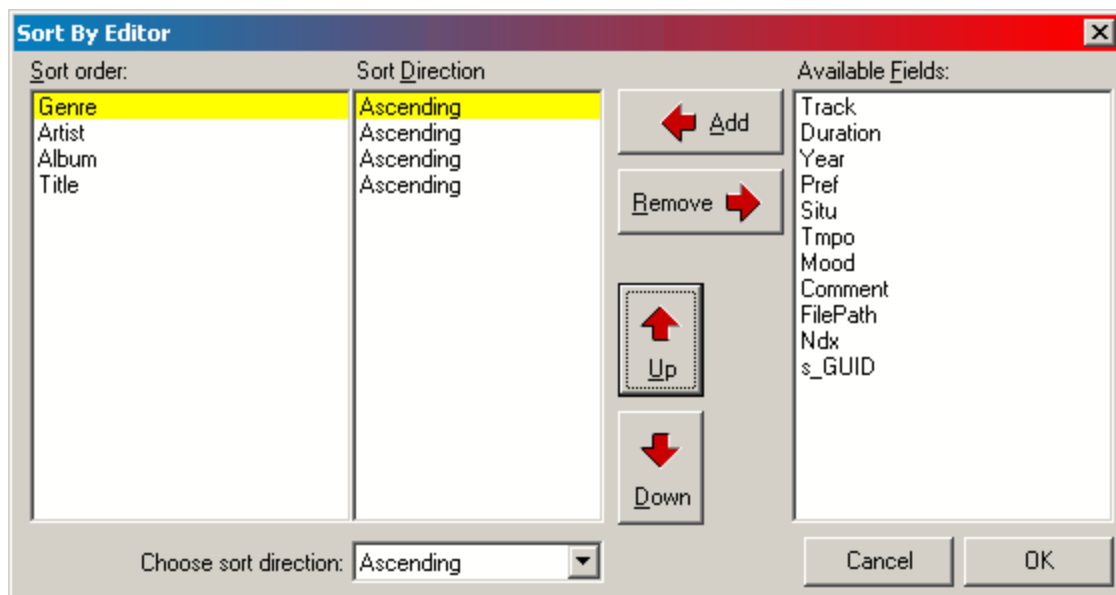 Sort By Editor
Sort order:
Genre
Artist
Album
Title
Sort Direction
Ascending
Ascending
Ascending
Ascending
Add
Remove
Up
Down
Available Fields:
Track
Duration
Year
Pref
Situ
Tmpo
Mood
Comment
FilePath
Ndx
s_GUID
Choose sort direction: Ascending
Cancel
OK